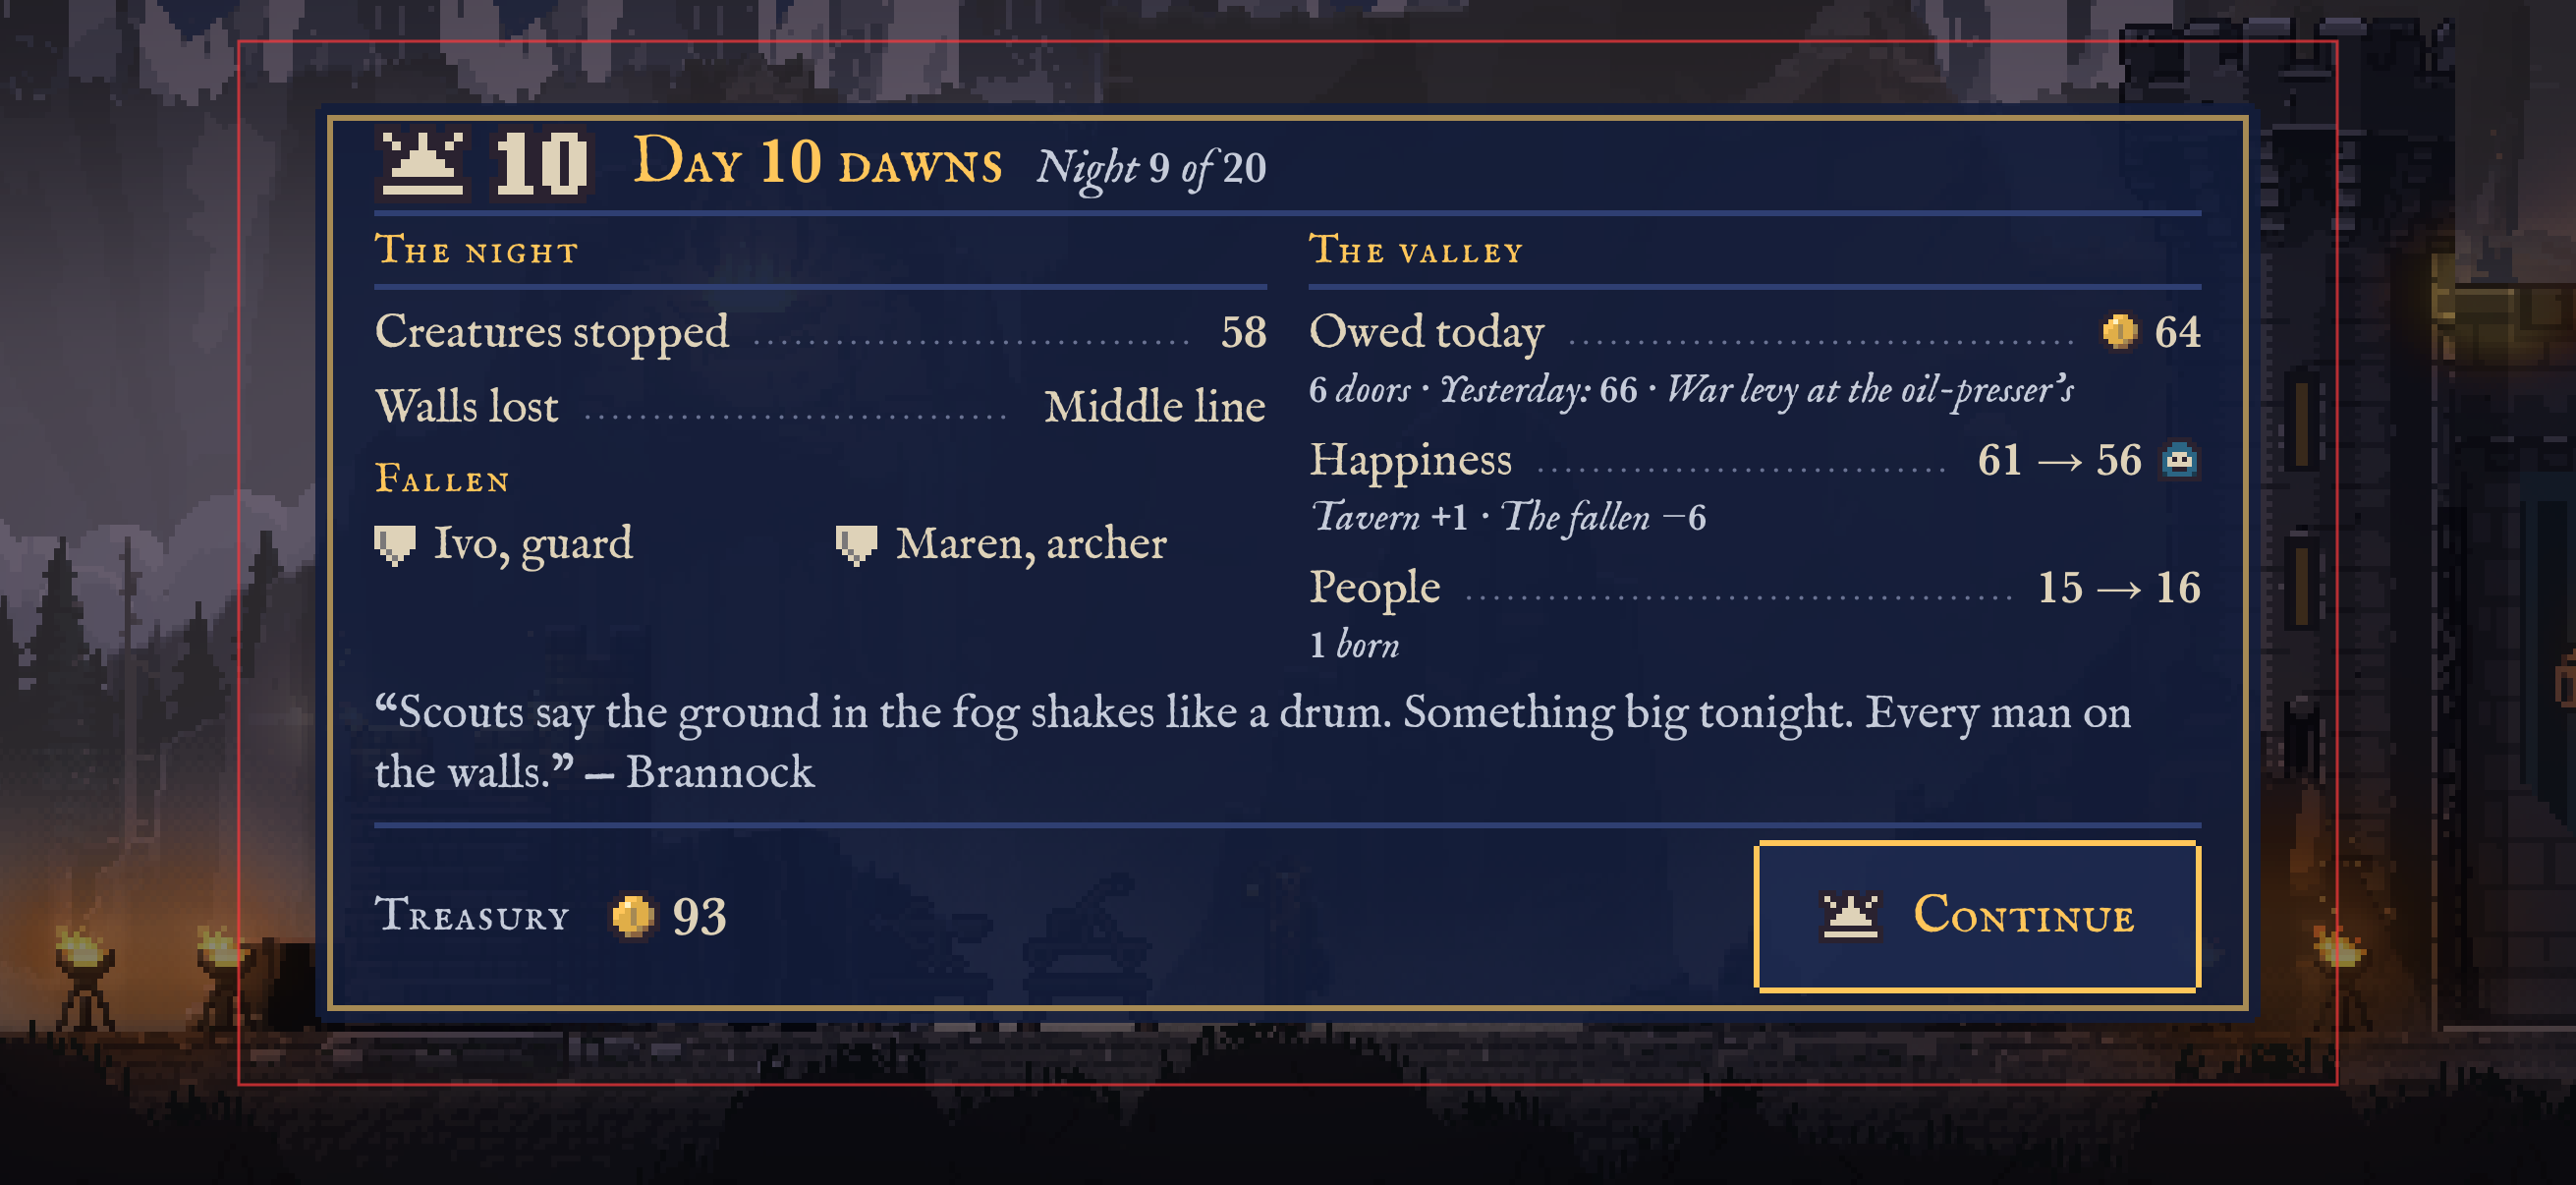 10 Day 10 dawns Night 9 of 20
The night
Creatures stopped 58
Walls lost Middle line
Fallen
Ivo, guard Maren, archer
The valley
Owed today 64
6 doors · Yesterday: 66 · War levy at the oil-presser's
Happiness 61 → 56
Tavern +1 · The fallen −6
People 15 → 16
1 born
“Scouts say the ground in the fog shakes like a drum. Something big tonight. Every man on
the walls.” — Brannock
Treasury 93
Continue